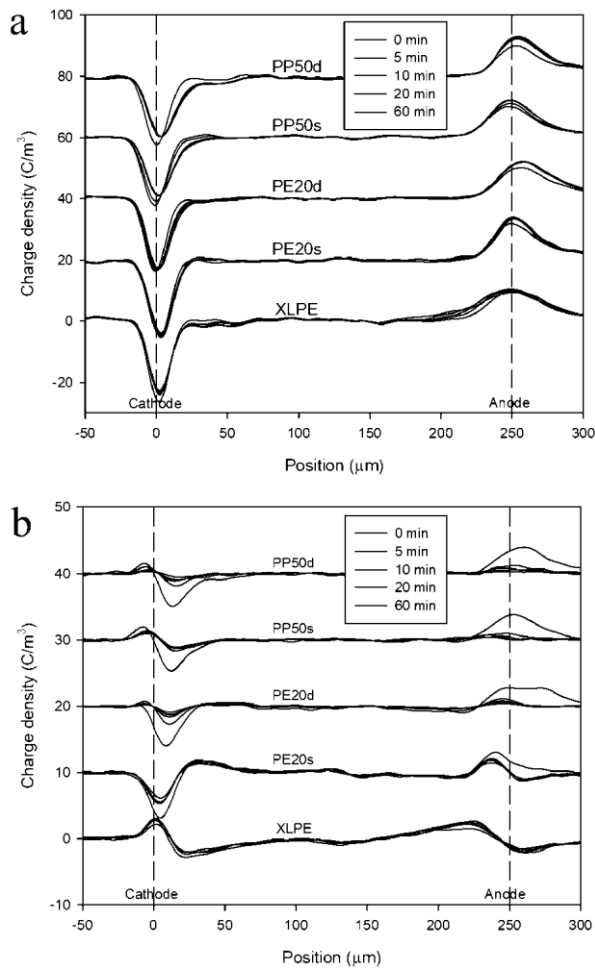 a
100
80
60
40
20
0
-20
Charge density (C/m³)
0 min
5 min
10 min
20 min
60 min
PP50d
PP50s
PE20d
PE20s
XLPE
Cathode
Anode
-50 0 50 100 150 200 250 300
Position (μm)
b
50
40
30
20
10
0
-10
Charge density (C/m³)
0 min
5 min
10 min
20 min
60 min
PP50d
PP50s
PE20d
PE20s
XLPE
Cathode
Anode
-50 0 50 100 150 200 250 300
Position (μm)